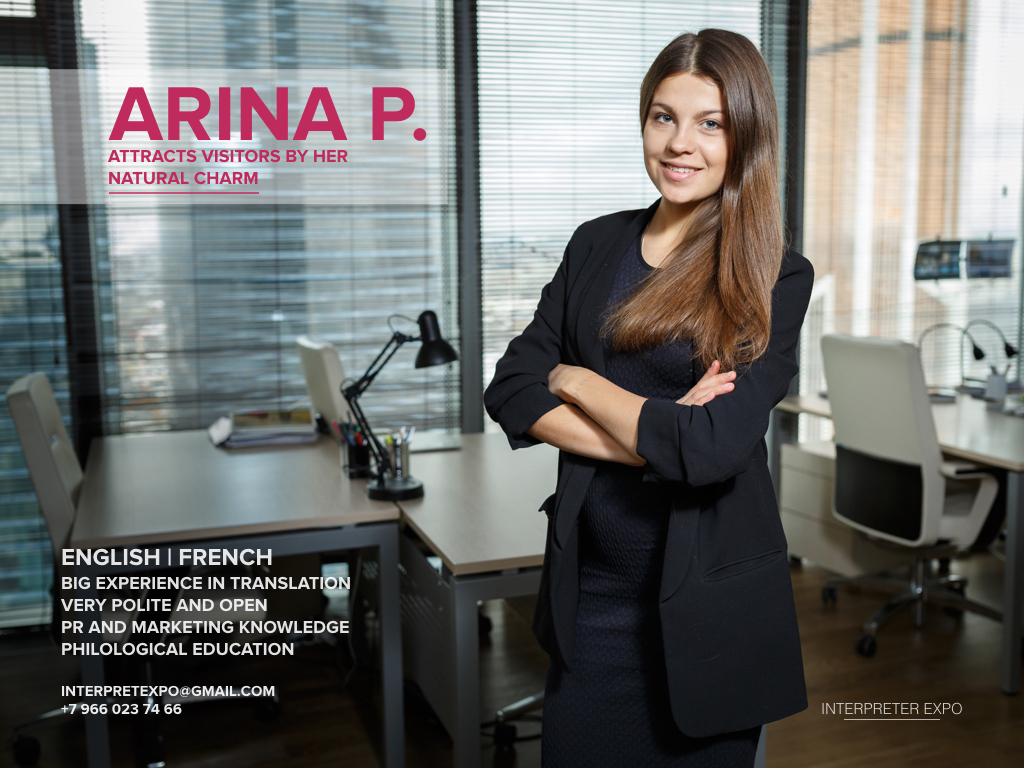 ARINA P.
ATTRACTS VISITORS BY HER
NATURAL CHARM
ENGLISH | FRENCH
BIG EXPERIENCE IN TRANSLATION
VERY POLITE AND OPEN
PR AND MARKETING KNOWLEDGE
PHILOLOGICAL EDUCATION
INTERPRETEXPO@GMAIL.COM
+7 966 023 74 66
INTERPRETER EXPO